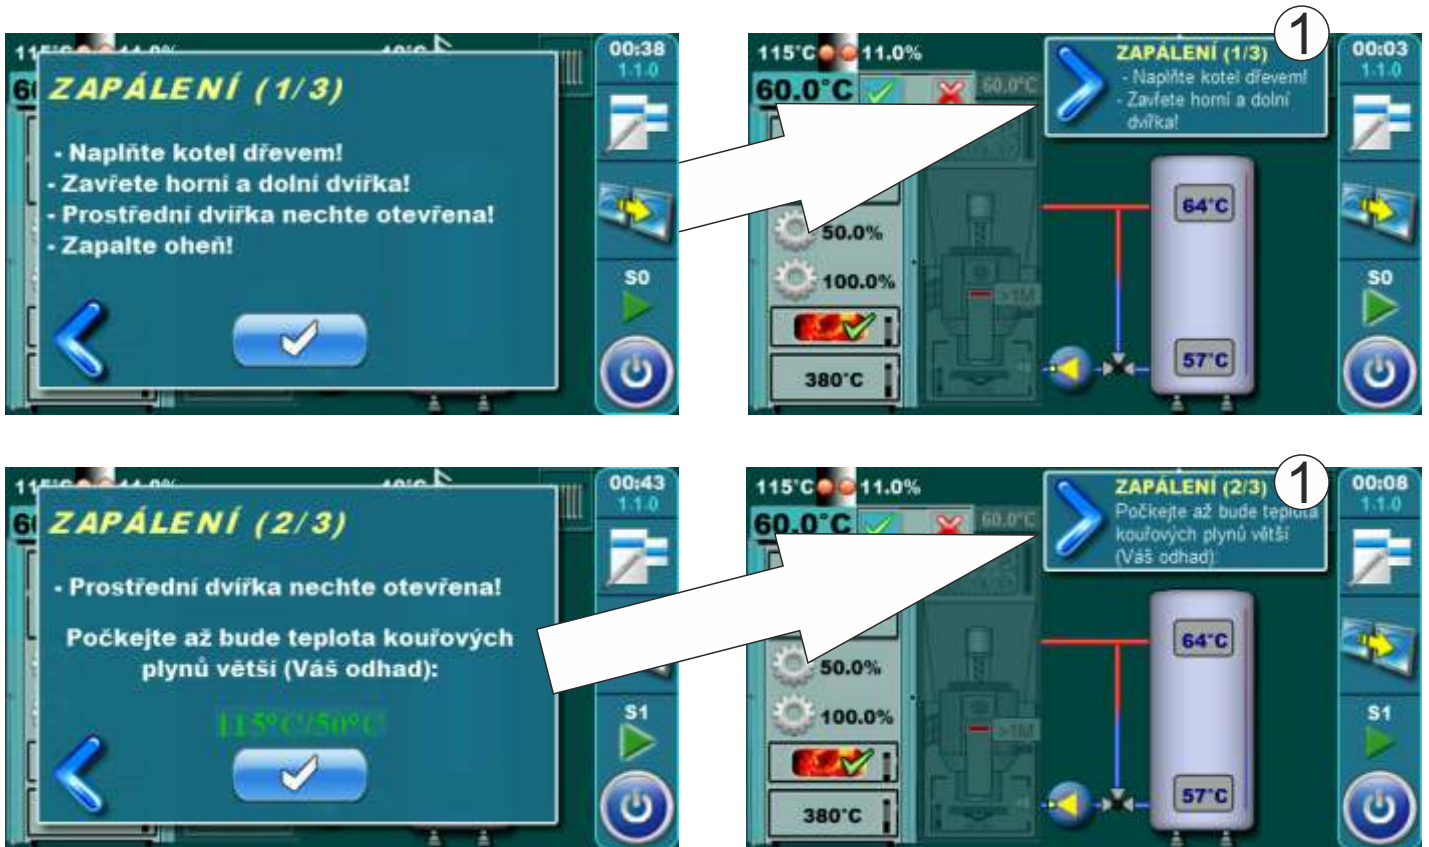 ZAPÁLENÍ (1/3)
- Naplňte kotel dřevem!
- Zavřete horní a dolní dvířka!
- Prostřední dvířka nechte otevřena!
- Zapalte oheň!
00:38
1.1.0
S0
1
115°C 11.0%
60.0°C
60.0°C
ZAPÁLENÍ (1/3)
- Naplňte kotel dřevem!
- Zavřete horní a dolní
dvířka!
50.0%
100.0%
>1M
380°C
64°C
57°C
00:03
1.1.0
S0
ZAPÁLENÍ (2/3)
- Prostřední dvířka nechte otevřena!
Počkejte až bude teplota kouřových
plynů větší (Váš odhad):
115°C/50°C
00:43
1.1.0
S1
1
115°C 11.0%
60.0°C
60.0°C
ZAPÁLENÍ (2/3)
Počkejte až bude teplota
kouřových plynů větší
(Váš odhad):
50.0%
100.0%
>1M
380°C
64°C
57°C
00:08
1.1.0
S1